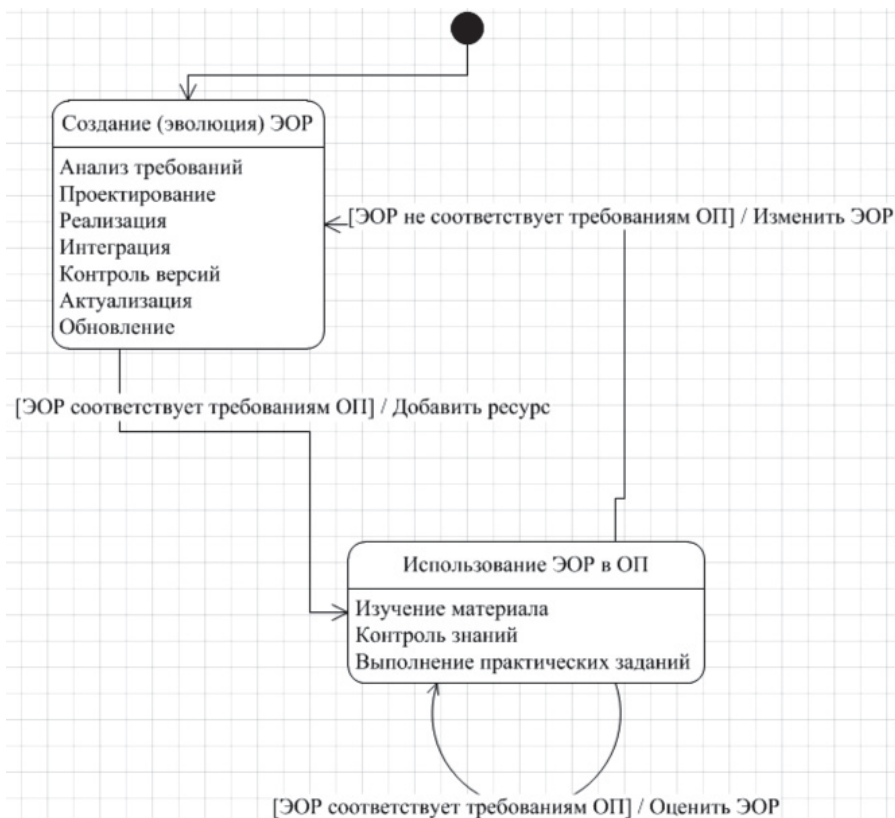 Создание (эволюция) ЭОР
Анализ требований
Проектирование
Реализация
Интеграция
Контроль версий
Актуализация
Обновление
[ЭОР не соответствует требованиям ОП] / Изменить ЭОР
[ЭОР соответствует требованиям ОП] / Добавить ресурс
Использование ЭОР в ОП
Изучение материала
Контроль знаний
Выполнение практических заданий
[ЭОР соответствует требованиям ОП] / Оценить ЭОР